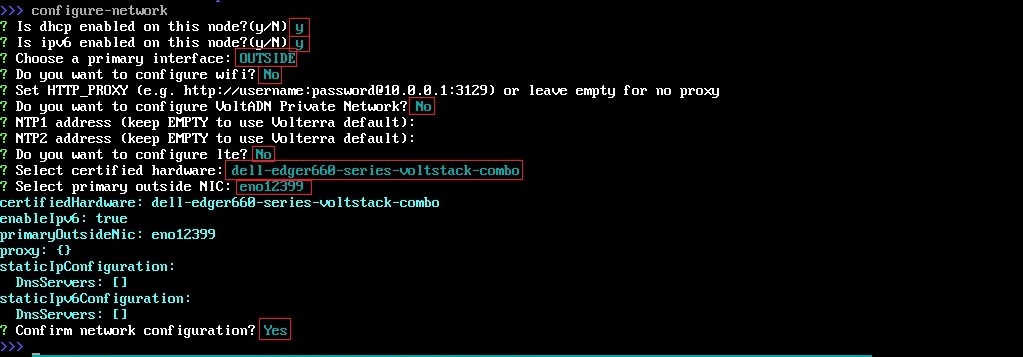 >>> configure-network
? Is dhcp enabled on this node?(y/N) y
? Is ipv6 enabled on this node?(y/N) y
? Choose a primary interface: OUTSIDE
? Do you want to configure wifi? No
? Set HTTP_PROXY (e.g. http://username:password@10.0.0.1:3129) or leave empty for no proxy
? Do you want to configure VoltADN Private Network? No
? NTP1 address (keep EMPTY to use Volterra default):
? NTP2 address (keep EMPTY to use Volterra default):
? Do you want to configure lte? No
? Select certified hardware: dell-edger660-series-voltstack-combo
? Select primary outside NIC: eno12399
certifiedHardware: dell-edger660-series-voltstack-combo
enableIpv6: true
primaryOutsideNic: eno12399
proxy: {}
staticIpConfiguration:
  DnsServers: []
staticIpv6Configuration:
  DnsServers: []
? Confirm network configuration? Yes
>>> _